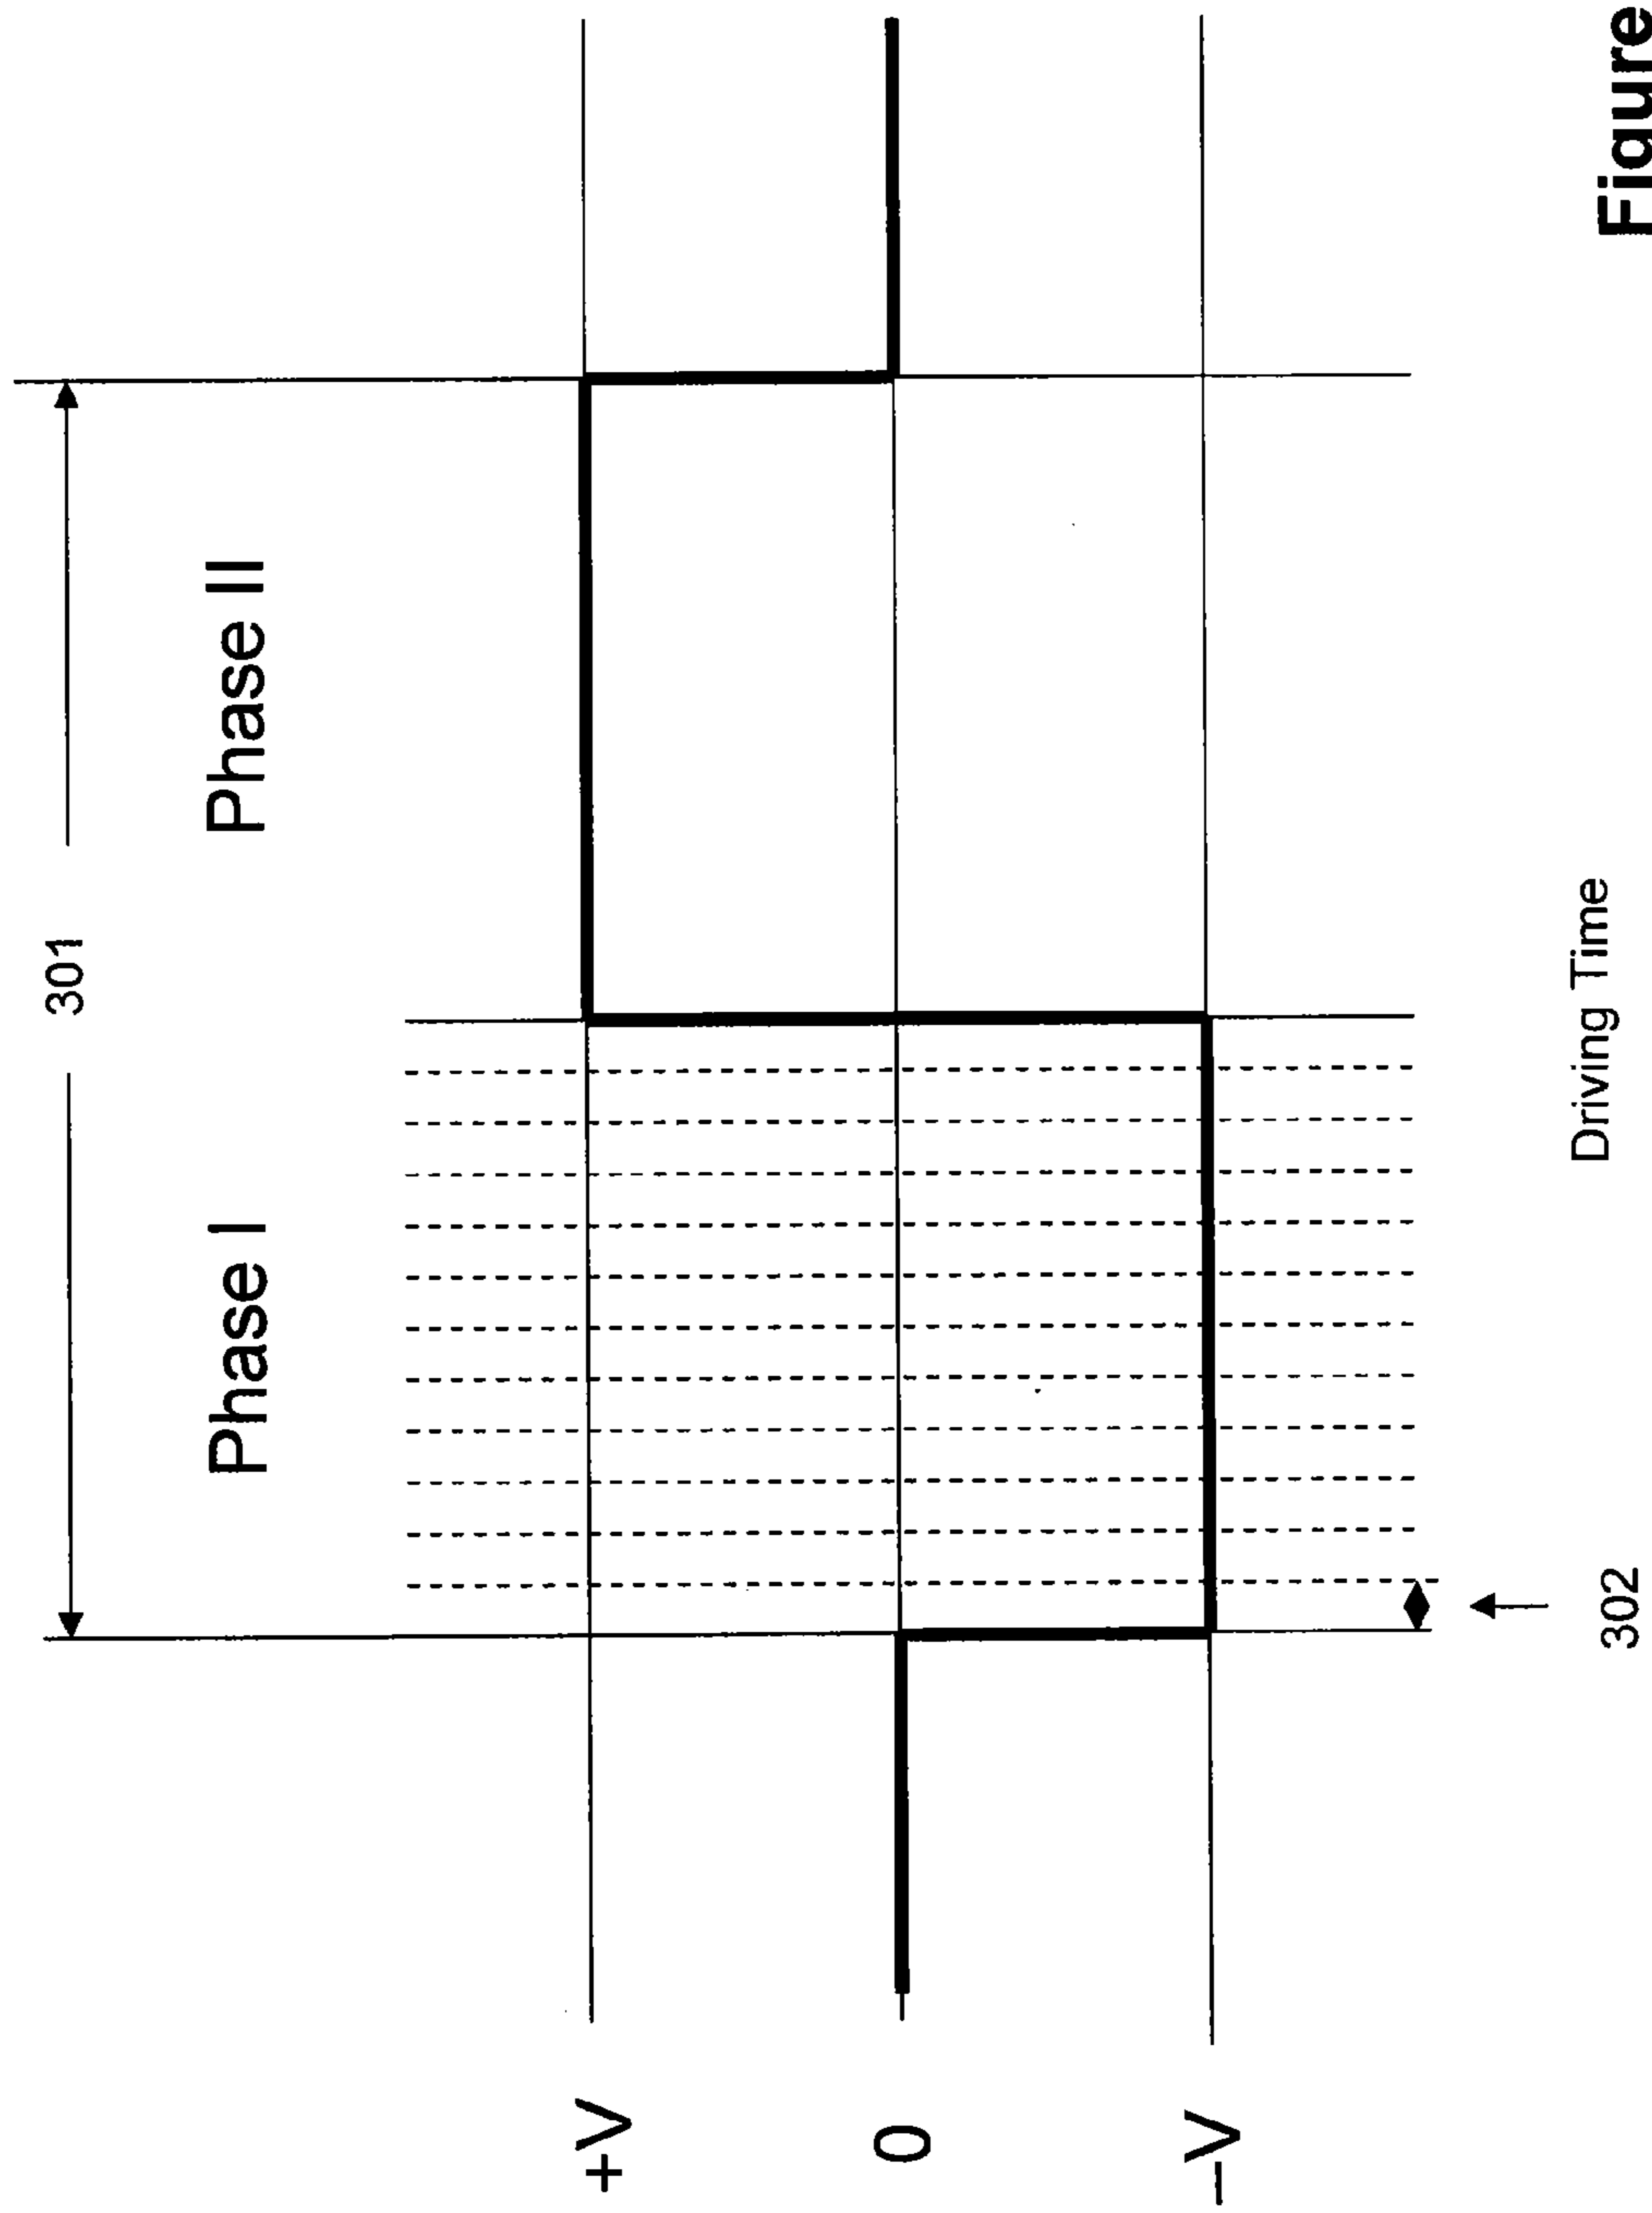 301
Phase I
Phase II
+V
0
–V
302
Driving Time
Figure